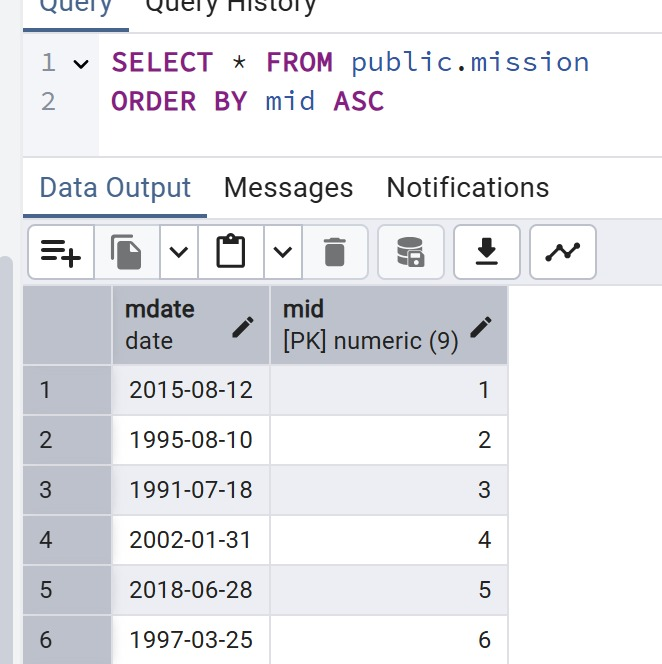 Query Query History
1 SELECT * FROM public.mission
2 ORDER BY mid ASC
Data Output Messages Notifications
mdate mid
date [PK] numeric (9)
1 2015-08-12 1
2 1995-08-10 2
3 1991-07-18 3
4 2002-01-31 4
5 2018-06-28 5
6 1997-03-25 6